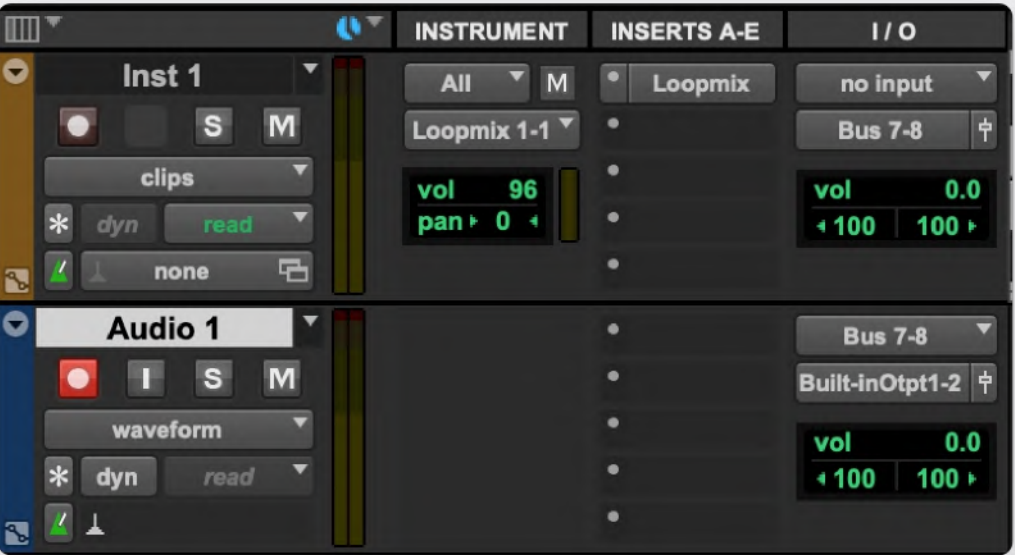 INSTRUMENT INSERTS A-E I / O
Inst 1 All M Loopmix no input
S M Loopmix 1-1 Bus 7-8
clips
vol 96 vol 0.0
* dyn read pan 0 100 100
none
Audio 1 Bus 7-8
I S M Built-inOtpt1-2
waveform
vol 0.0
* dyn read 100 100